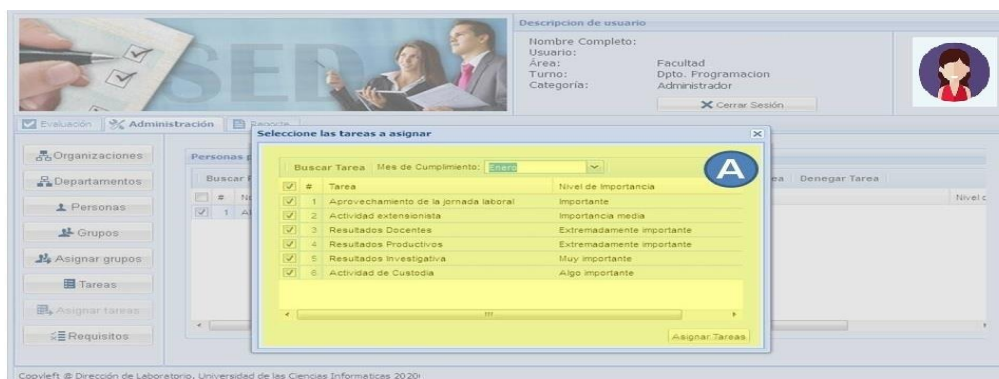 SED
Descripcion de usuario
Nombre Completo:
Usuario:
Área: Facultad
Turno: Dpto. Programacion
Categoría: Administrador
Cerrar Sesión
Evaluación Administración Reporte
Organizaciones
Departamentos
Personas
Grupos
Asignar grupos
Tareas
Asignar tareas
Requisitos
Personas
Buscar
Denegar Tarea
#
1
Seleccione las tareas a asignar
A
Buscar Tarea Mes de Cumplimiento: Enero
# Tarea Nivel de Importancia
1 Aprovechamiento de la jornada laboral Importante
2 Actividad extensionista Importancia media
3 Resultados Docentes Extremadamente importante
4 Resultados Productivos Extremadamente importante
5 Resultados Investigativa Muy importante
6 Actividad de Custodia Algo importante
Asignar Tareas
Copyleft @ Dirección de Laboratorio, Universidad de las Ciencias Informaticas 2020